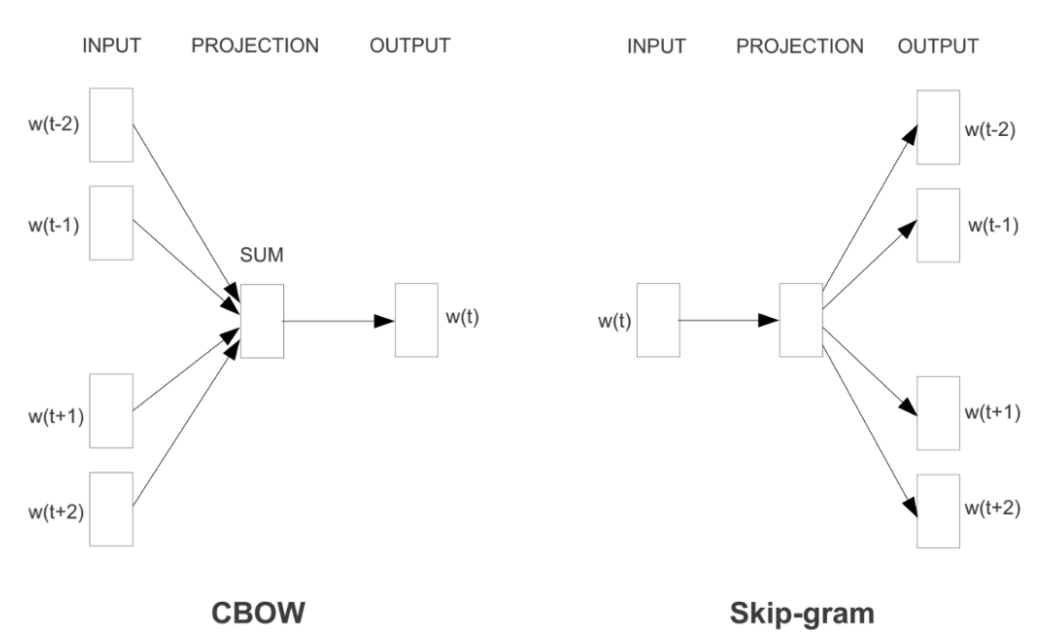 INPUT PROJECTION OUTPUT
w(t-2)
w(t-1)
SUM
w(t)
w(t+1)
w(t+2)
CBOW
INPUT PROJECTION OUTPUT
w(t-2)
w(t-1)
w(t)
w(t+1)
w(t+2)
Skip-gram